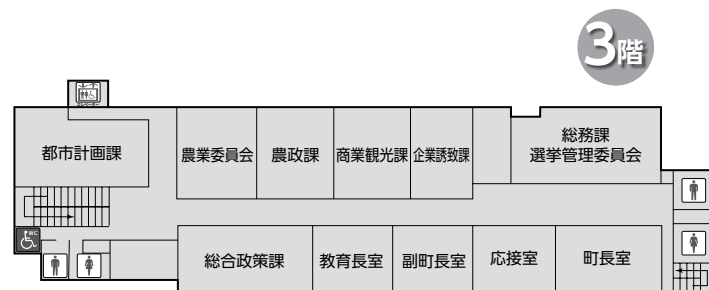 3階
都市計画課
農業委員会
農政課
商業観光課
企業誘致課
総務課
選挙管理委員会
WC
総合政策課
教育長室
副町長室
応接室
町長室